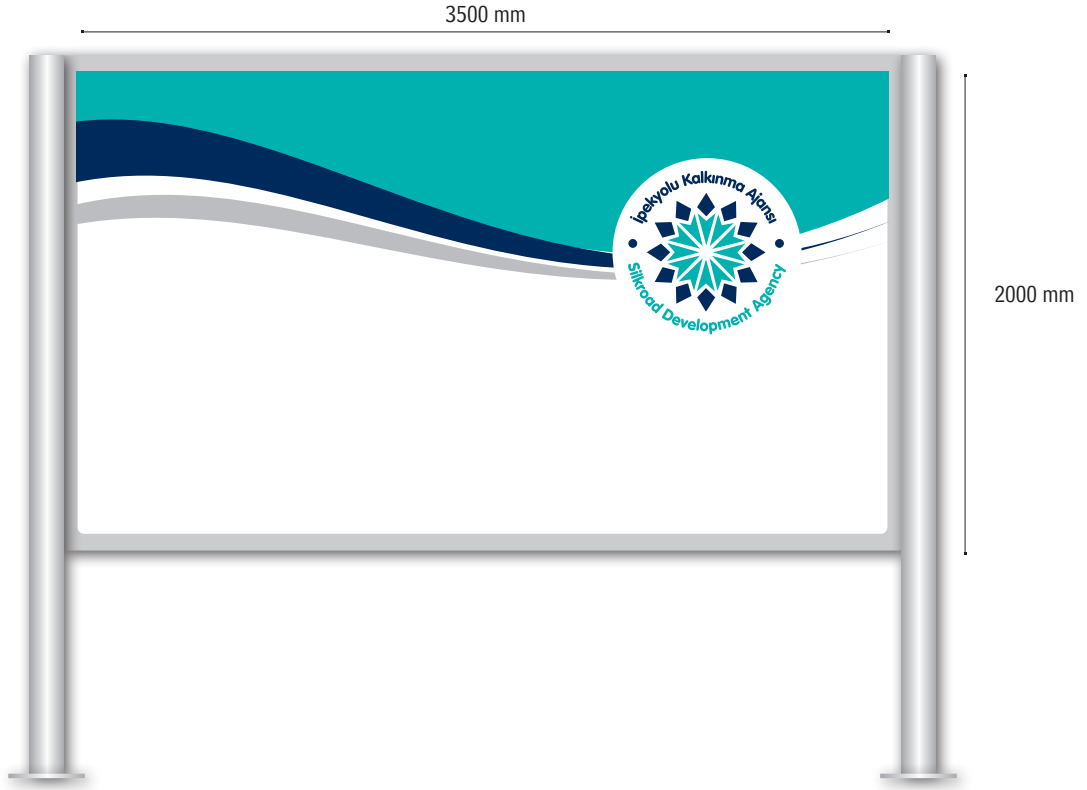 3500 mm
İpekyolu Kalkınma Ajansı
Silkroad Development Agency
2000 mm